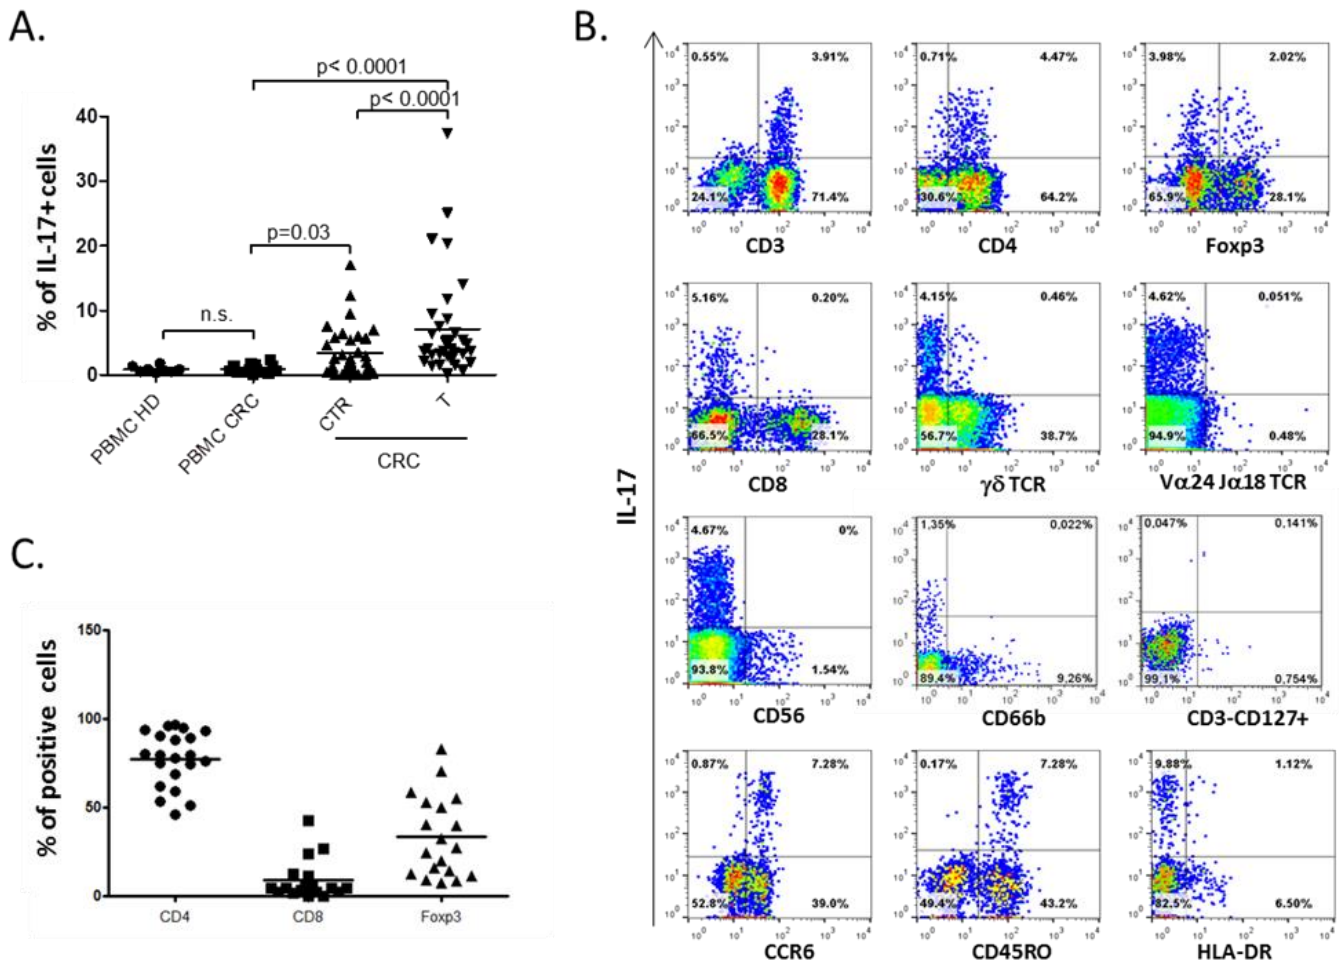 A.
p< 0.0001
p< 0.0001
p=0.03
n.s.
% of IL-17+cells
40
30
20
10
0
PBMC HD
PBMC CRC
CTR
T
CRC
B.
IL-17
0.55% 3.91%
24.1% 71.4%
CD3
0.71% 4.47%
30.6% 64.2%
CD4
3.98% 2.02%
65.9% 28.1%
Foxp3
5.16% 0.20%
66.5% 28.1%
CD8
4.15% 0.46%
56.7% 38.7%
γδ TCR
4.62% 0.051%
94.9% 0.48%
Vα24 Jα18 TCR
4.67% 0%
93.8% 1.54%
CD56
1,35% 0,022%
89.4% 9,26%
CD66b
0,047% 0,141%
99,1% 0,754%
CD3-CD127+
0.87% 7.28%
52.8% 39.0%
CCR6
0.17% 7.28%
49.4% 43.2%
CD45RO
9.88% 1.12%
82.5% 6.50%
HLA-DR
C.
% of positive cells
150
100
50
0
CD4 CD8 Foxp3